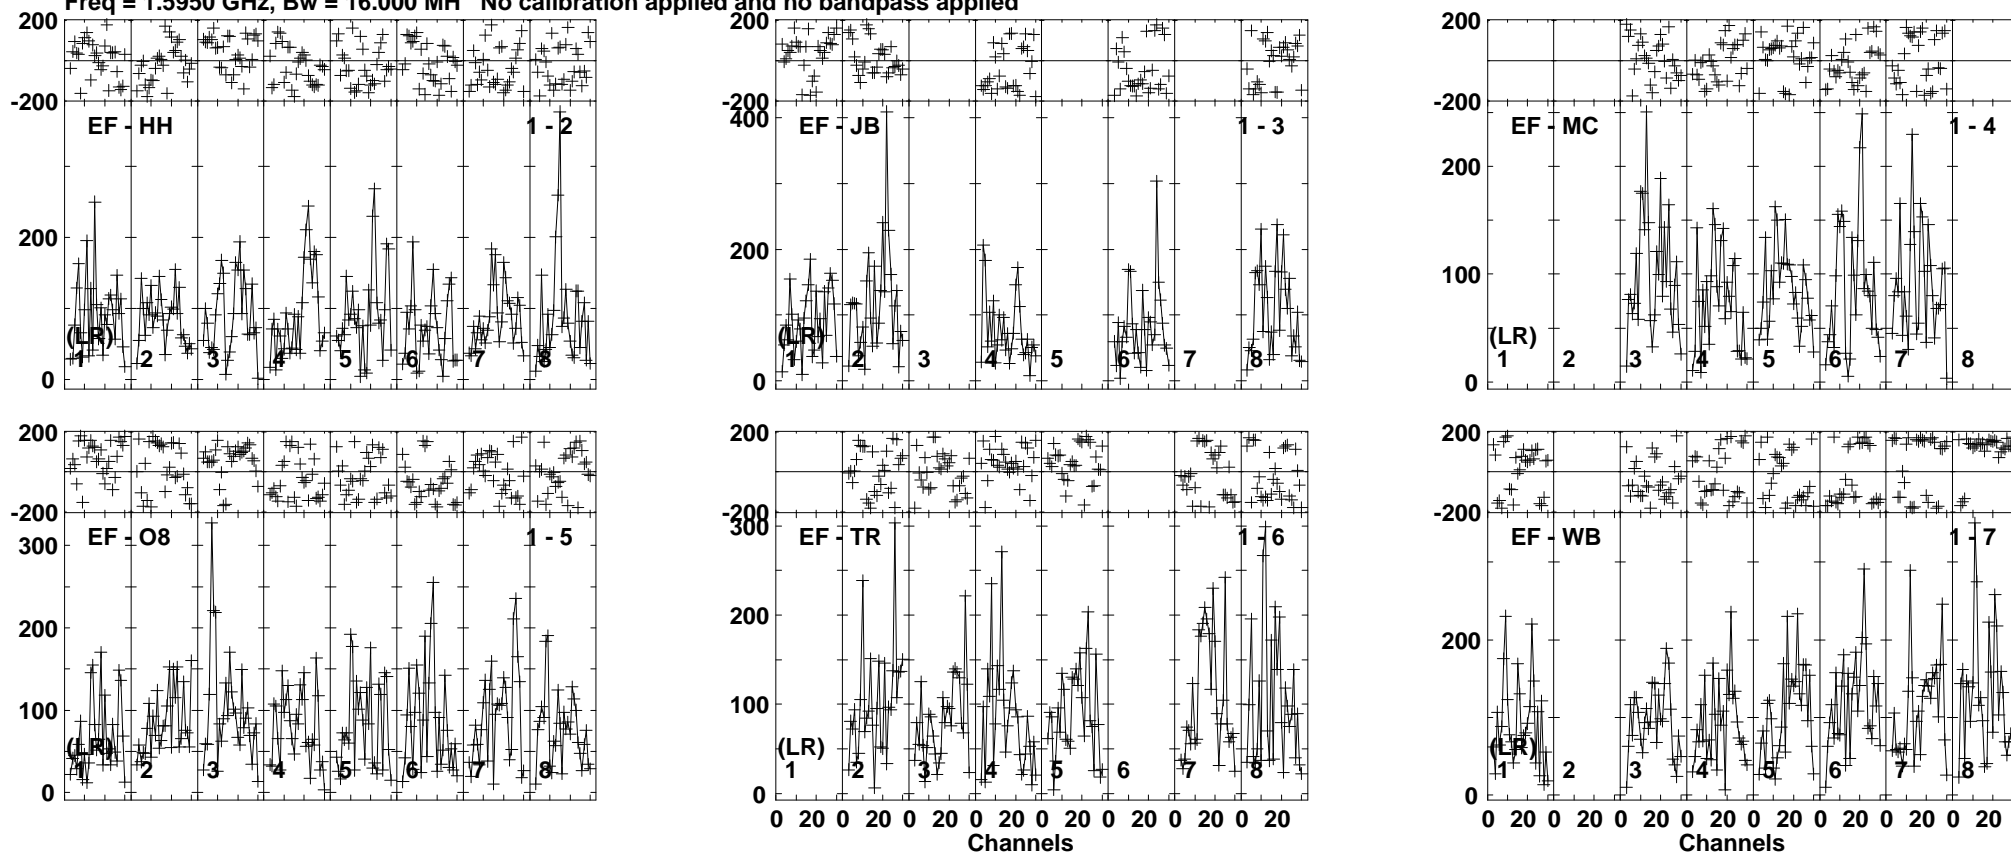 Freq = 1.5950 GHz, Bw = 16.000 MH No calibration applied and no bandpass applied
200
-200
EF - HH 1 - 2
200
0
(LR)
1 2 3 4 5 6 7 8
200
-200
400
EF - JB 1 - 3
200
0
(LR)
1 2 3 4 5 6 7 8
200
-200
EF - MC 1 - 4
200
100
0
(LR)
1 2 3 4 5 6 7 8
200
-200
EF - O8 1 - 5
300
200
100
0
(LR)
1 2 3 4 5 6 7 8
200
-200
300
EF - TR 1 - 6
200
100
0
(LR)
1 2 3 4 5 6 7 8
0 20 0 20 0 20 0 20 0 20 0 20 0 20 0 20
Channels
200
-200
EF - WB 1 - 7
200
0
(LR)
1 2 3 4 5 6 7 8
0 20 0 20 0 20 0 20 0 20 0 20 0 20 0 20
Channels